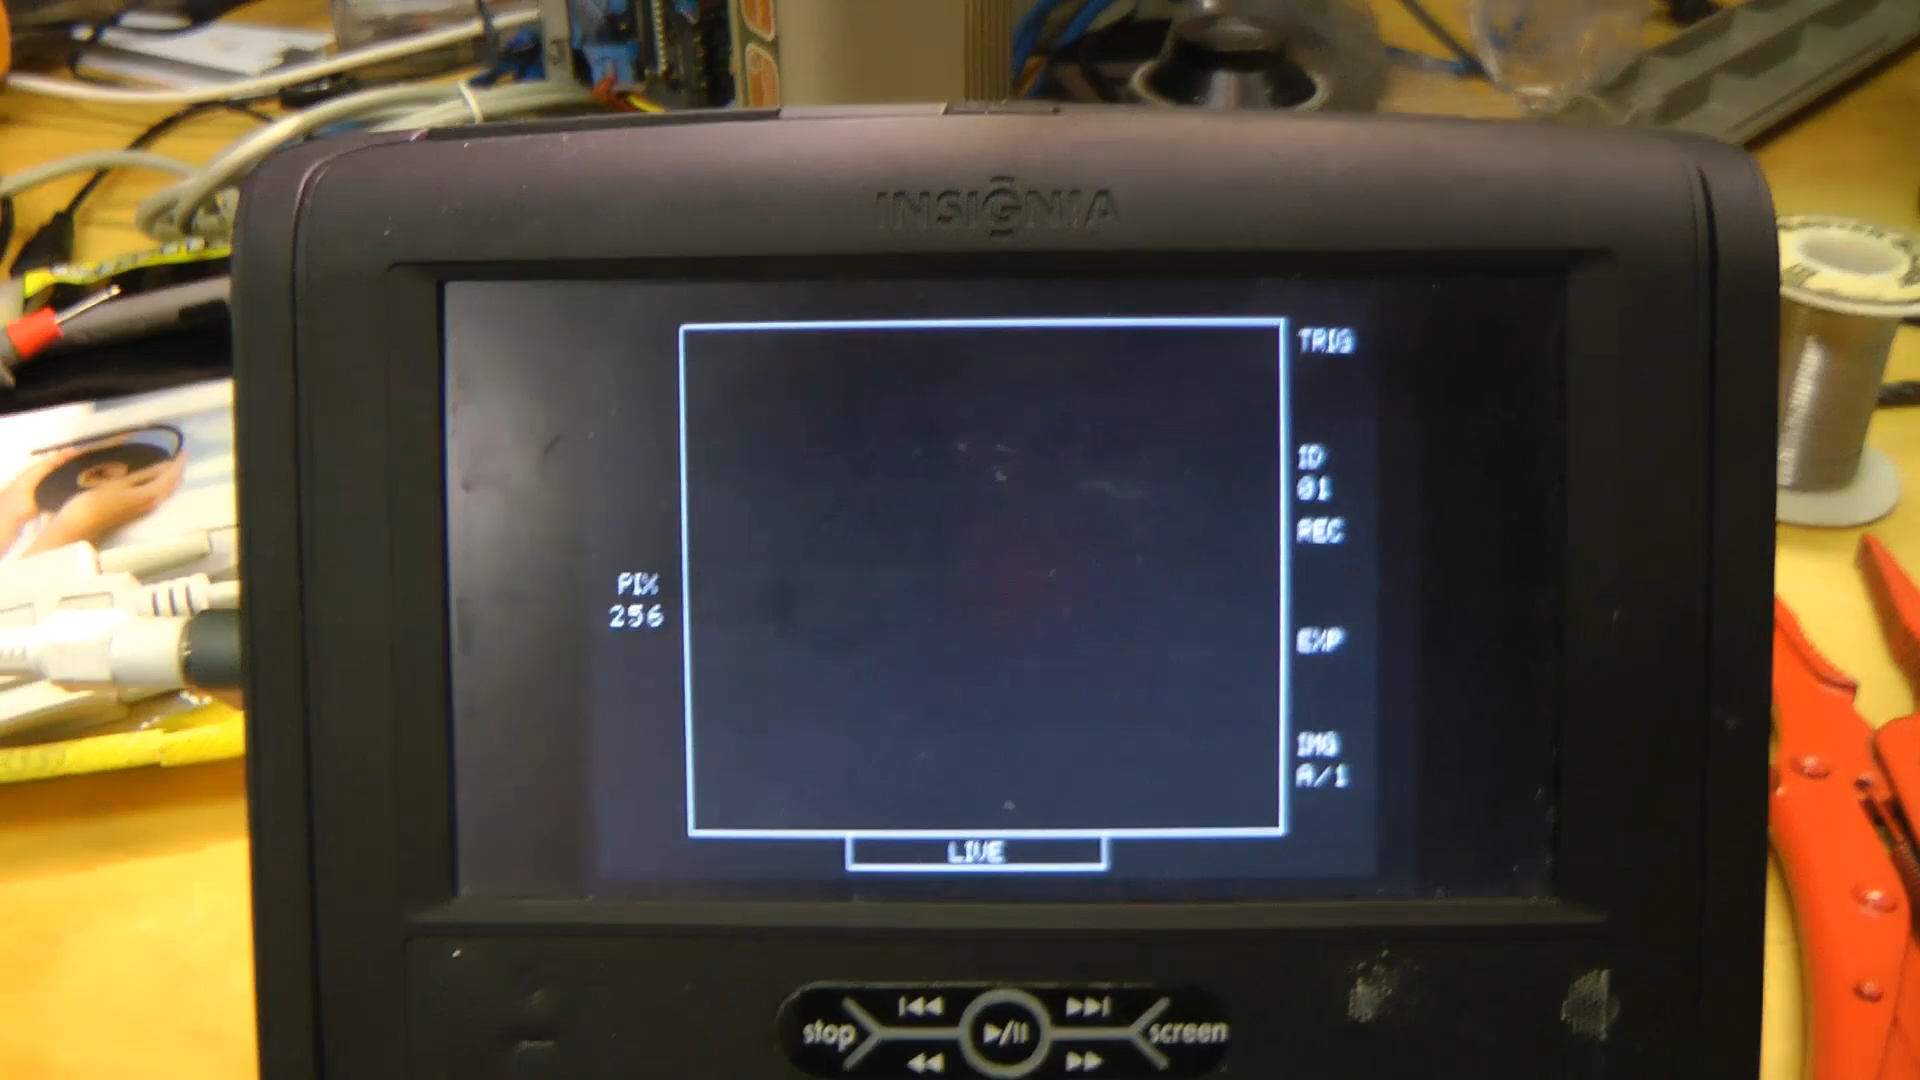 INSIGNIA
TRIG
ID
01
REC
PIX
256
EXP
IMG
A/1
LIVE
stop
screen